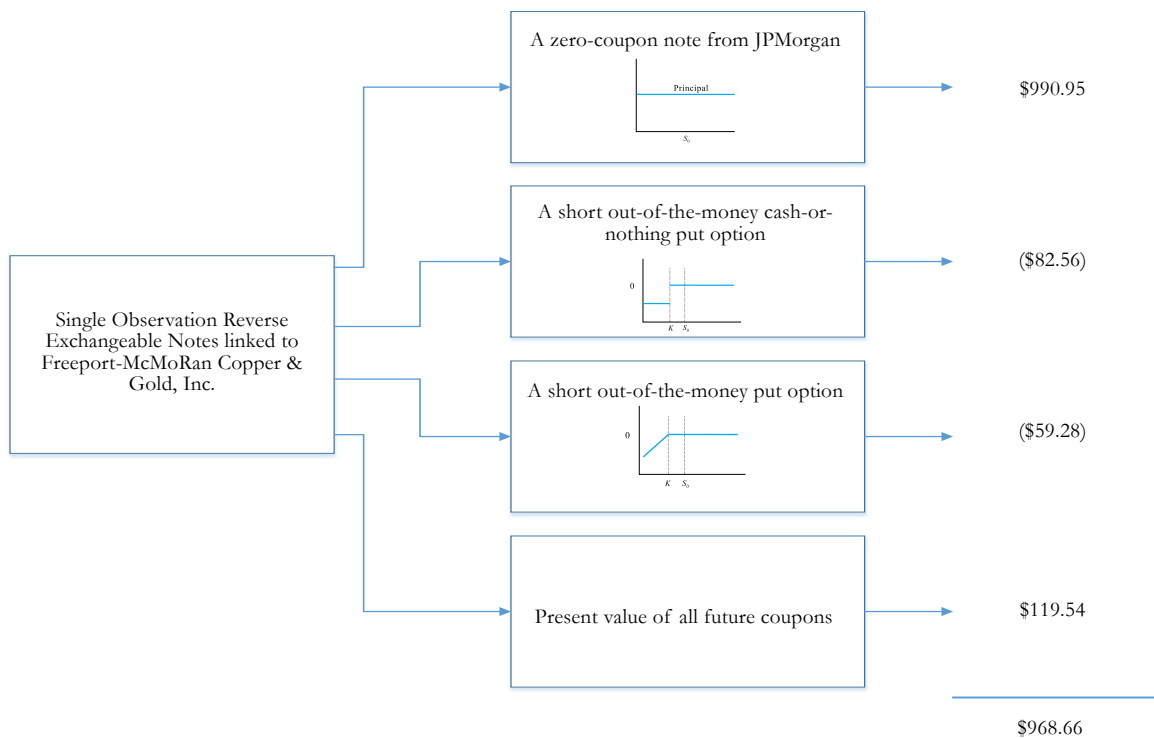 A zero-coupon note from JPMorgan
Principal
S0
$990.95
A short out-of-the-money cash-or-
nothing put option
0
K
S0
($82.56)
Single Observation Reverse
Exchangeable Notes linked to
Freeport-McMoRan Copper &
Gold, Inc.
A short out-of-the-money put option
0
K
S0
($59.28)
Present value of all future coupons
$119.54
$968.66